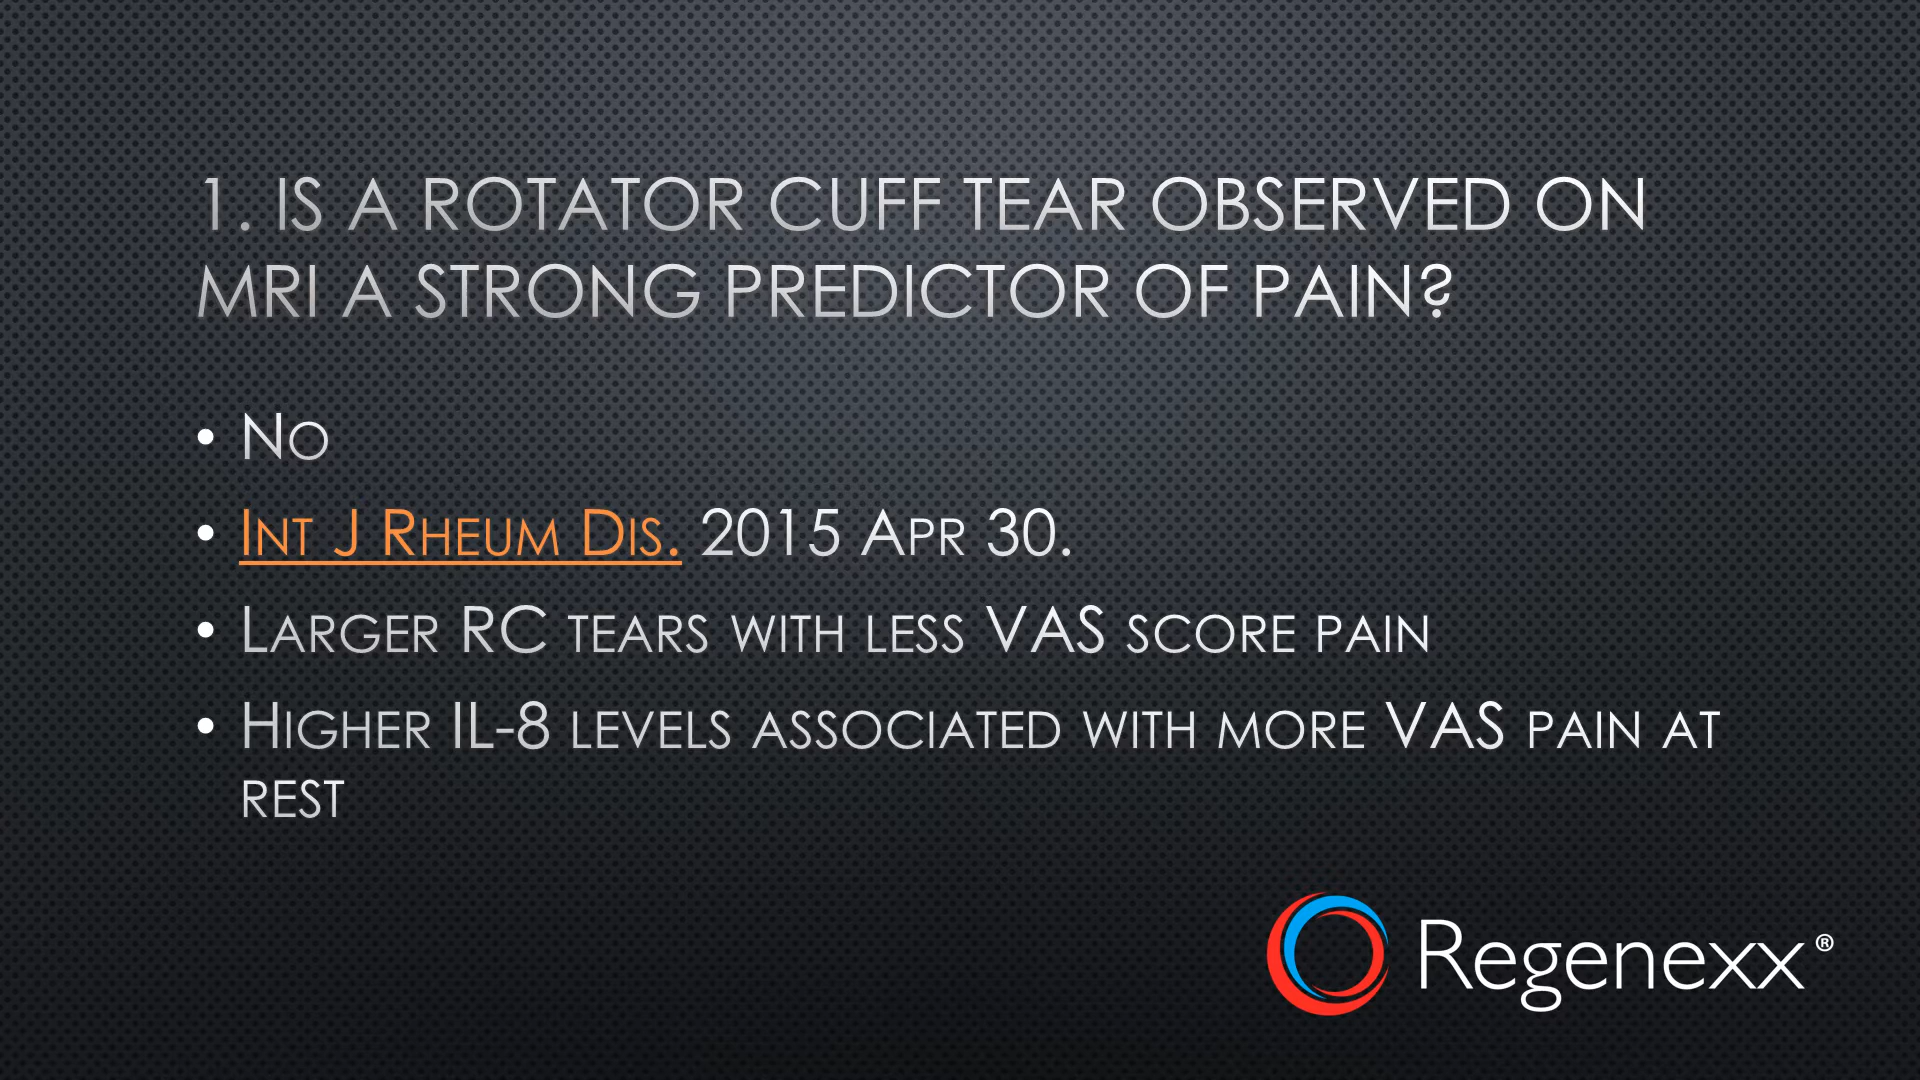 1. IS A ROTATOR CUFF TEAR OBSERVED ON
MRI A STRONG PREDICTOR OF PAIN?
• No
• Int J Rheum Dis. 2015 Apr 30.
• Larger RC tears with less VAS score pain
• Higher IL-8 levels associated with more VAS pain at
rest
Regenexx®